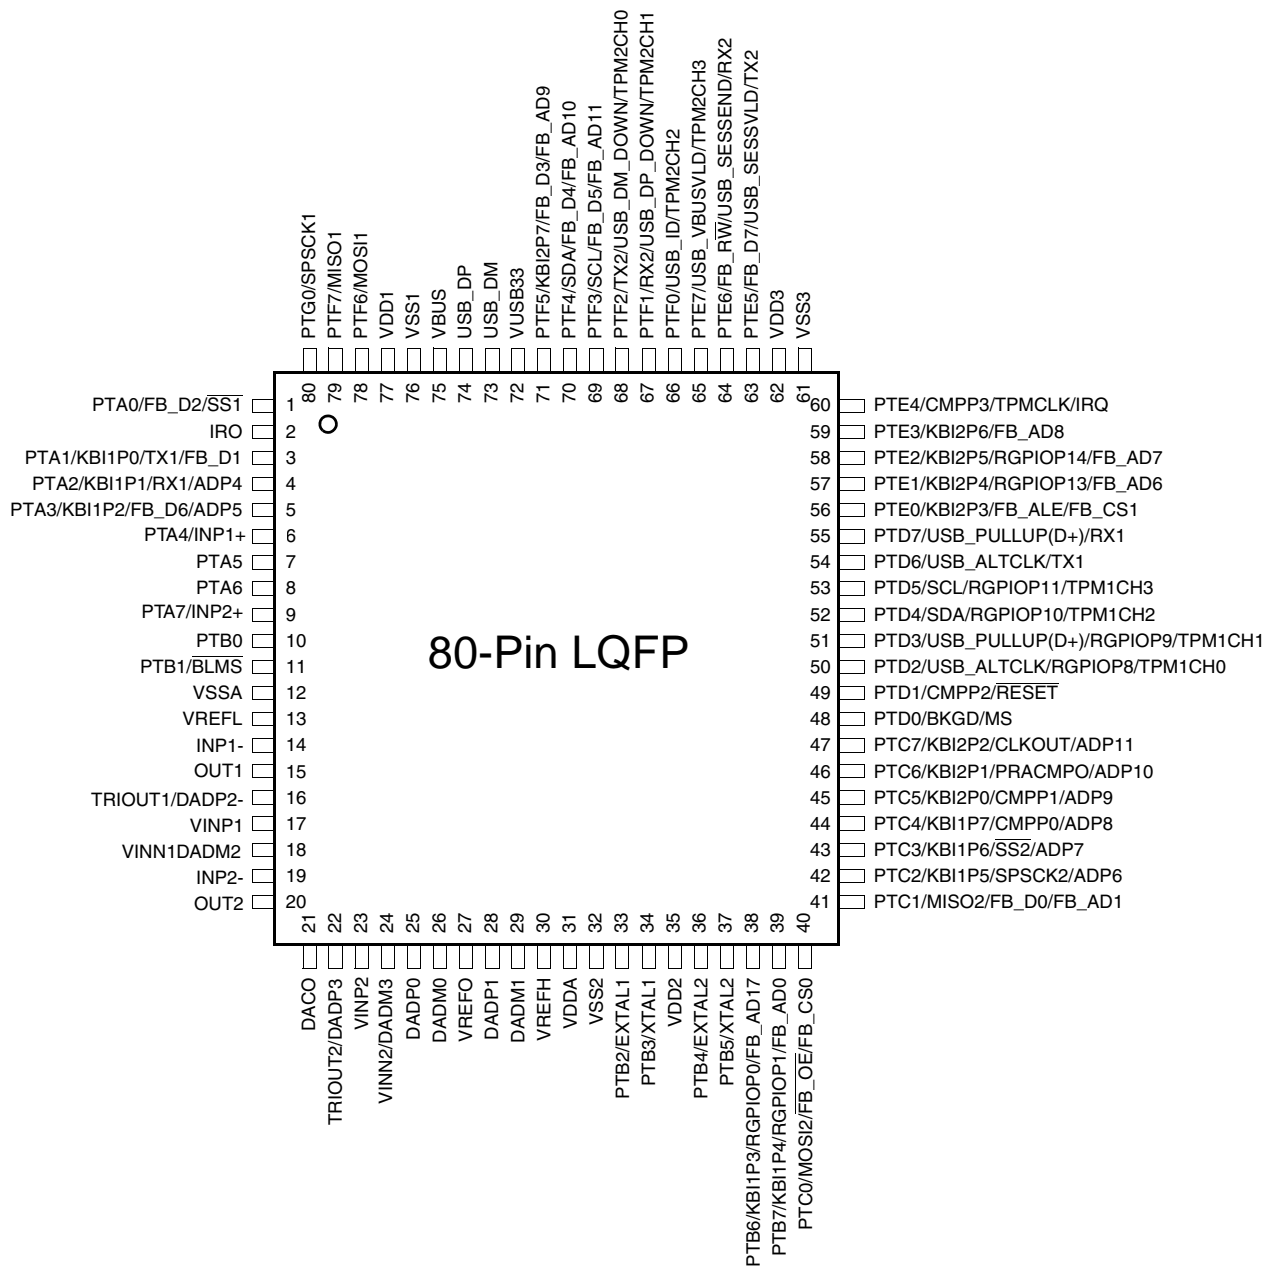 PTG0/SPSCK1
PTF7/MISO1
PTF6/MOSI1
VDD1
VSS1
VBUS
USB_DP
USB_DM
VUSB33
PTF5/KBI2P7/FB_D3/FB_AD9
PTF4/SDA/FB_D4/FB_AD10
PTF3/SCL/FB_D5/FB_AD11
PTF2/TX2/USB_DM_DOWN/TPM2CH0
PTF1/RX2/USB_DP_DOWN/TPM2CH1
PTF0/USB_ID/TPM2CH2
PTE7/USB_VBUSVLD/TPM2CH3
PTE6/FB_RW/USB_SESSEND/RX2
PTE5/FB_D7/USB_SESSVLD/TX2
VDD3
VSS3
80 79 78 77 76 75 74 73 72 71 70 69 68 67 66 65 64 63 62 61
PTA0/FB_D2/SS1 1
IRO 2
PTA1/KBI1P0/TX1/FB_D1 3
PTA2/KBI1P1/RX1/ADP4 4
PTA3/KBI1P2/FB_D6/ADP5 5
PTA4/INP1+ 6
PTA5 7
PTA6 8
PTA7/INP2+ 9
PTB0 10
PTB1/BLMS 11
VSSA 12
VREFL 13
INP1- 14
OUT1 15
TRIOUT1/DADP2- 16
VINP1 17
VINN1DADM2 18
INP2- 19
OUT2 20
80-Pin LQFP
60 PTE4/CMPP3/TPMCLK/IRQ
59 PTE3/KBI2P6/FB_AD8
58 PTE2/KBI2P5/RGPIOP14/FB_AD7
57 PTE1/KBI2P4/RGPIOP13/FB_AD6
56 PTE0/KBI2P3/FB_ALE/FB_CS1
55 PTD7/USB_PULLUP(D+)/RX1
54 PTD6/USB_ALTCLK/TX1
53 PTD5/SCL/RGPIOP11/TPM1CH3
52 PTD4/SDA/RGPIOP10/TPM1CH2
51 PTD3/USB_PULLUP(D+)/RGPIOP9/TPM1CH1
50 PTD2/USB_ALTCLK/RGPIOP8/TPM1CH0
49 PTD1/CMPP2/RESET
48 PTD0/BKGD/MS
47 PTC7/KBI2P2/CLKOUT/ADP11
46 PTC6/KBI2P1/PRACMPO/ADP10
45 PTC5/KBI2P0/CMPP1/ADP9
44 PTC4/KBI1P7/CMPP0/ADP8
43 PTC3/KBI1P6/SS2/ADP7
42 PTC2/KBI1P5/SPSCK2/ADP6
41 PTC1/MISO2/FB_D0/FB_AD1
21 22 23 24 25 26 27 28 29 30 31 32 33 34 35 36 37 38 39 40
DACO
TRIOUT2/DADP3
VINP2
VINN2/DADM3
DADP0
DADM0
VREFO
DADP1
DADM1
VREFH
VDDA
VSS2
PTB2/EXTAL1
PTB3/XTAL1
VDD2
PTB4/EXTAL2
PTB5/XTAL2
PTB6/KBI1P3/RGPIOP0/FB_AD17
PTB7/KBI1P4/RGPIOP1/FB_AD0
PTC0/MOSI2/FB_OE/FB_CS0